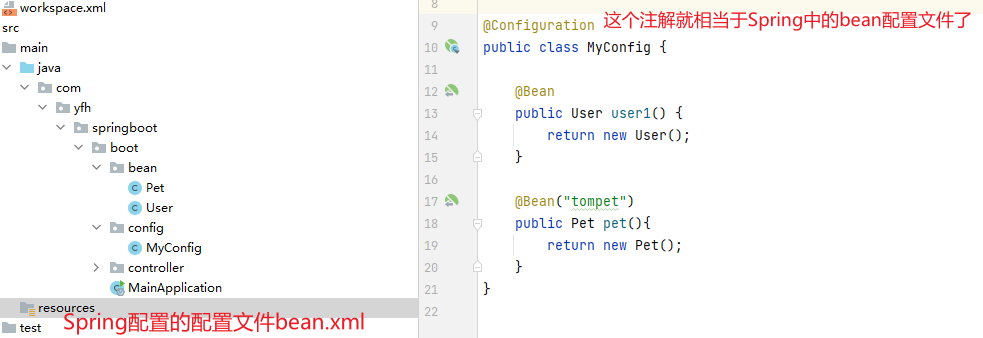 workspace.xml
src
main
java
com
yfh
springboot
boot
bean
Pet
User
config
MyConfig
controller
MainApplication
resources
Spring配置的配置文件bean.xml
test
8
9 @Configuration 这个注解就相当于Spring中的bean配置文件了
10 public class MyConfig {
11
12 @Bean
13 public User user1() {
14 return new User();
15 }
16
17 @Bean("tompet")
18 public Pet pet(){
19 return new Pet();
20 }
21 }
22